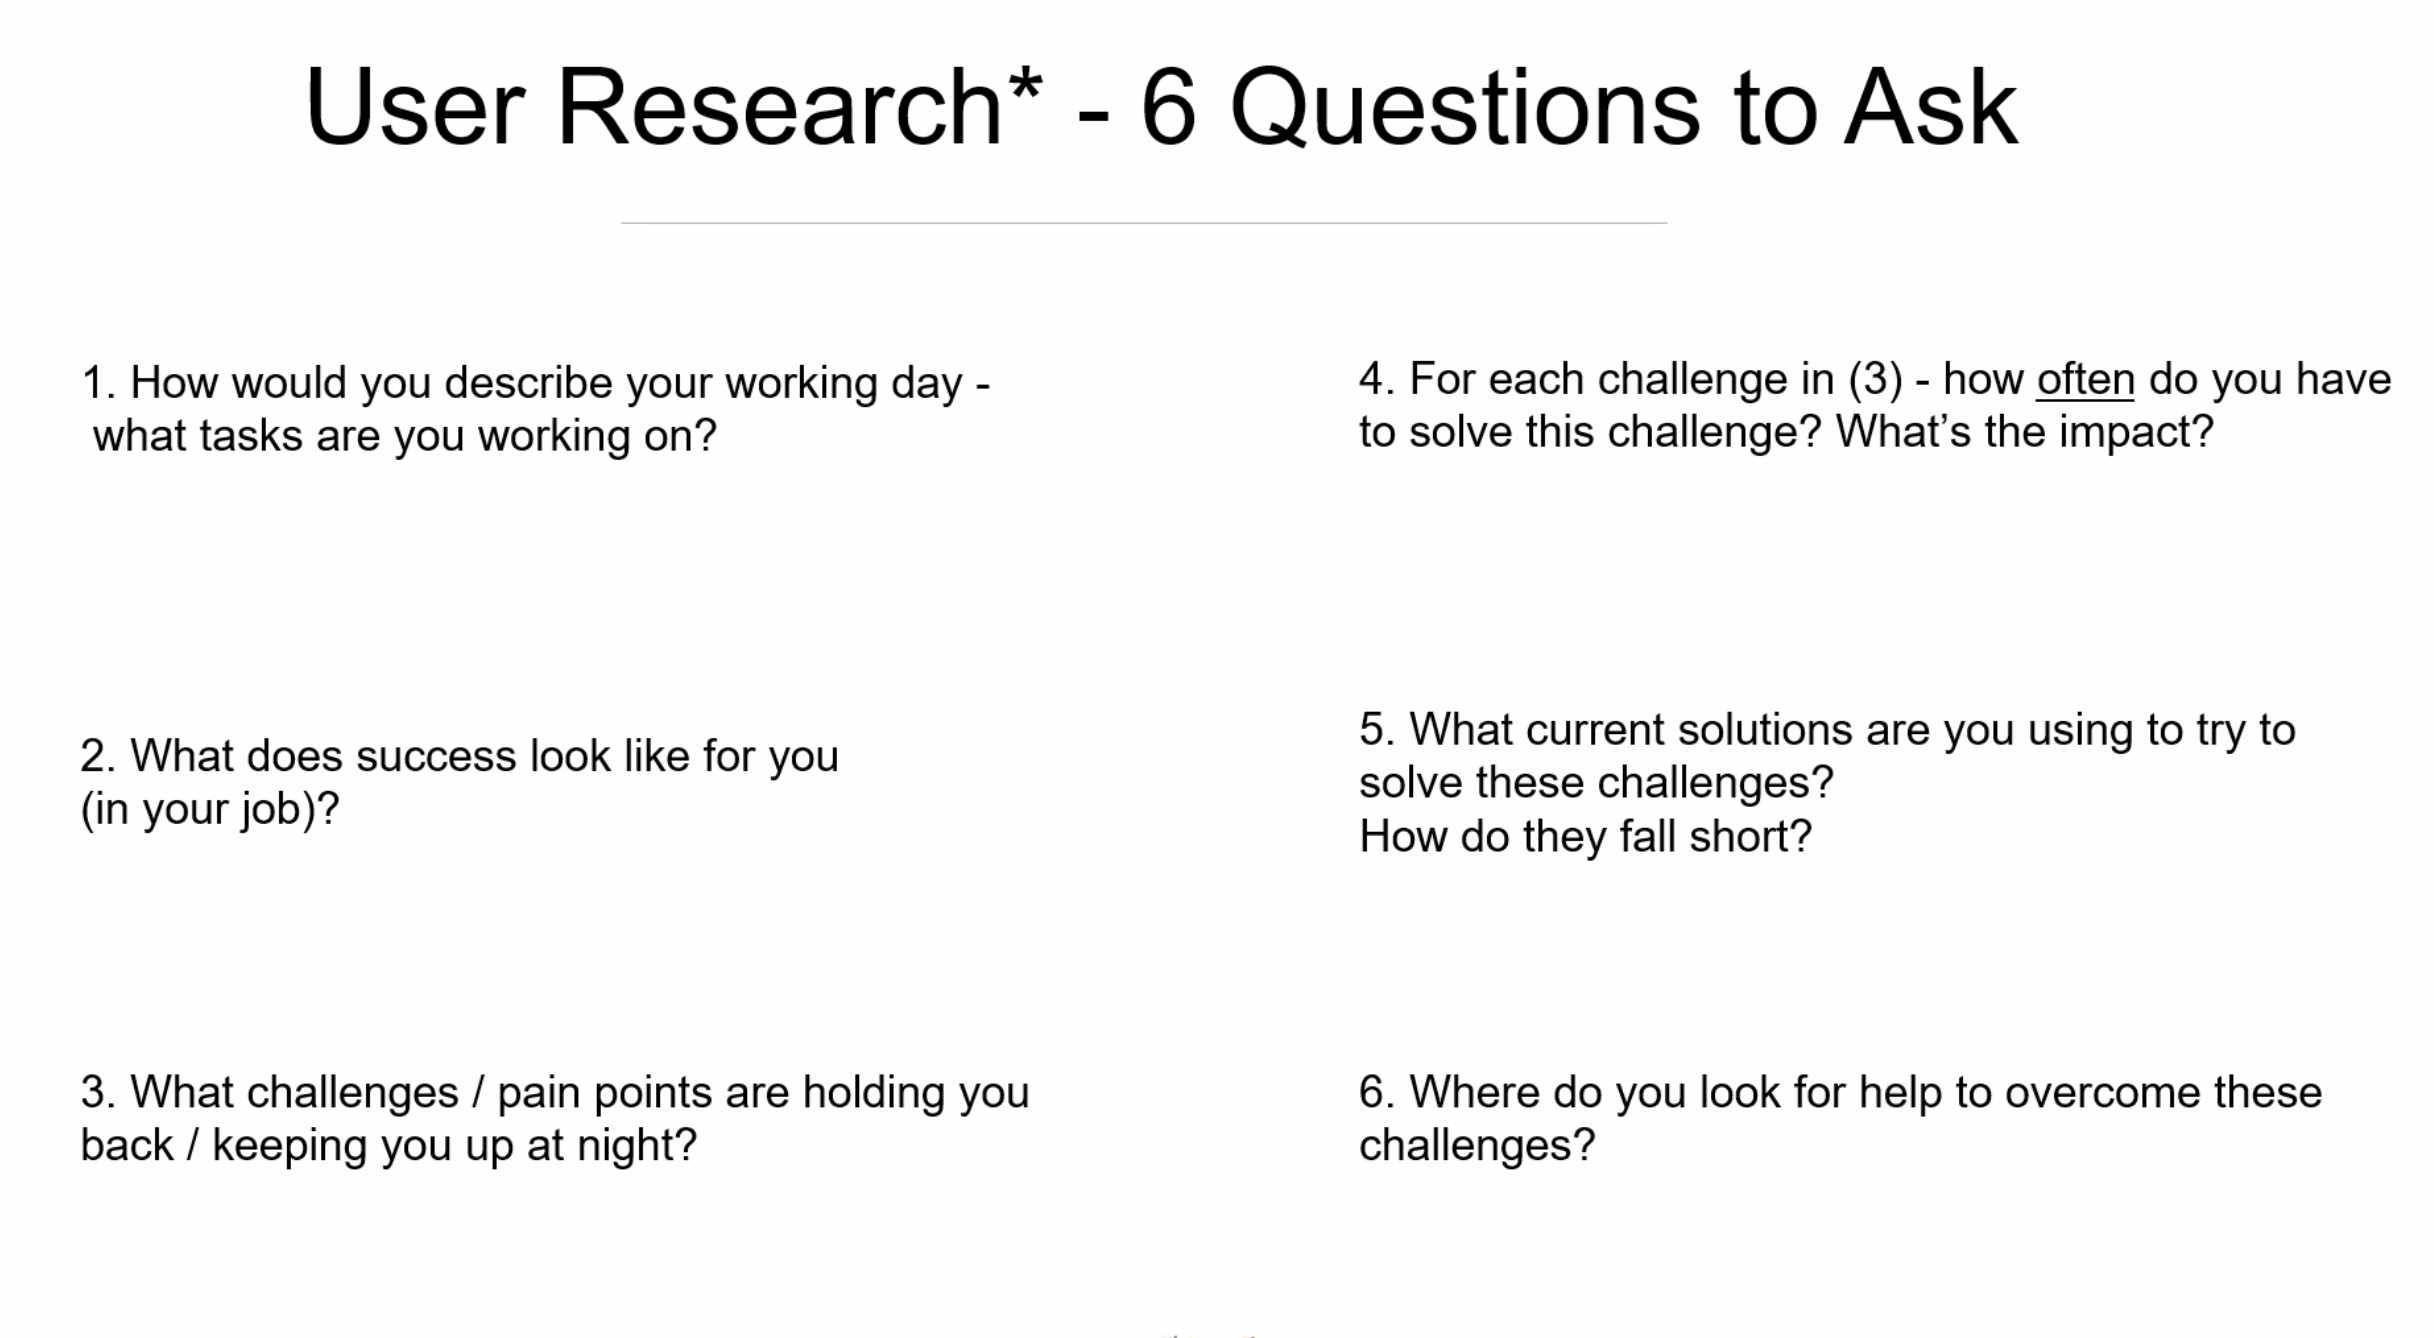 User Research* - 6 Questions to Ask
1. How would you describe your working day -
what tasks are you working on?
2. What does success look like for you
(in your job)?
3. What challenges / pain points are holding you
back / keeping you up at night?
4. For each challenge in (3) - how often do you have
to solve this challenge? What’s the impact?
5. What current solutions are you using to try to
solve these challenges?
How do they fall short?
6. Where do you look for help to overcome these
challenges?